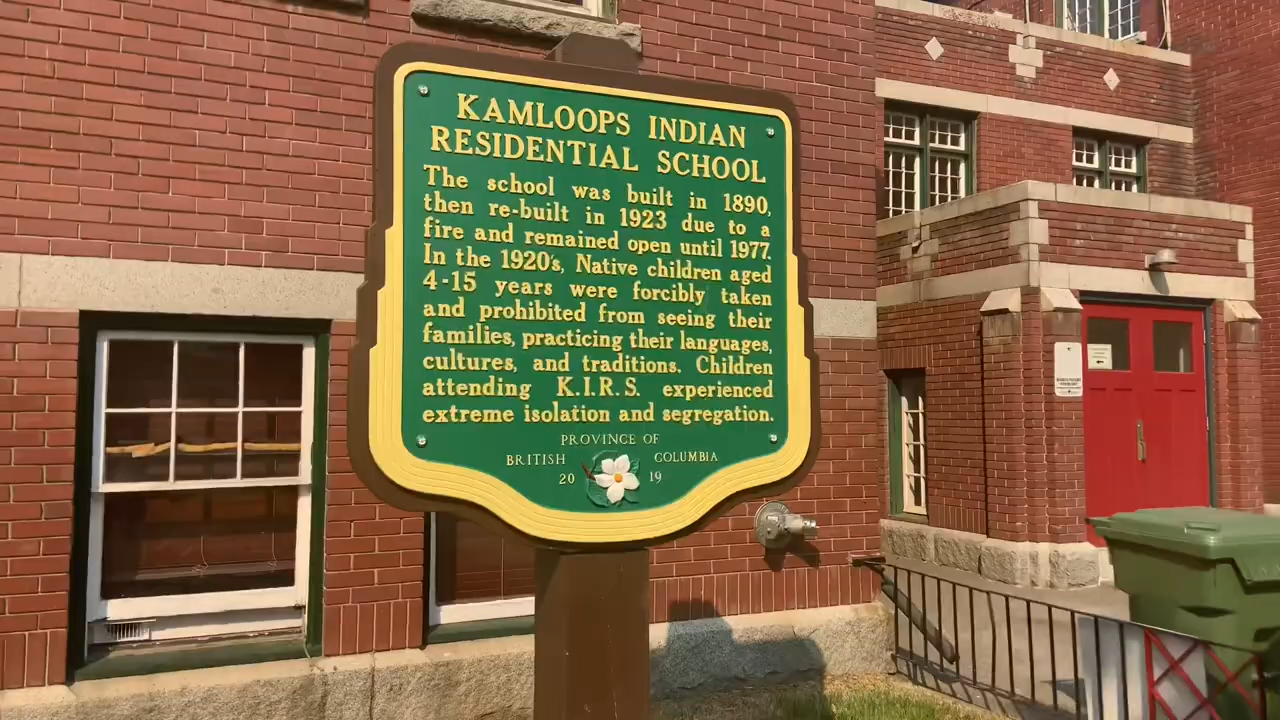 KAMLOOPS INDIAN
RESIDENTIAL SCHOOL
The school was built in 1890,
then re-built in 1923 due to a
fire and remained open until 1977.
In the 1920's, Native children aged
4-15 years were forcibly taken
and prohibited from seeing their
families, practicing their languages,
cultures, and traditions. Children
attending K.I.R.S. experienced
extreme isolation and segregation.
PROVINCE OF
BRITISH COLUMBIA
20 19